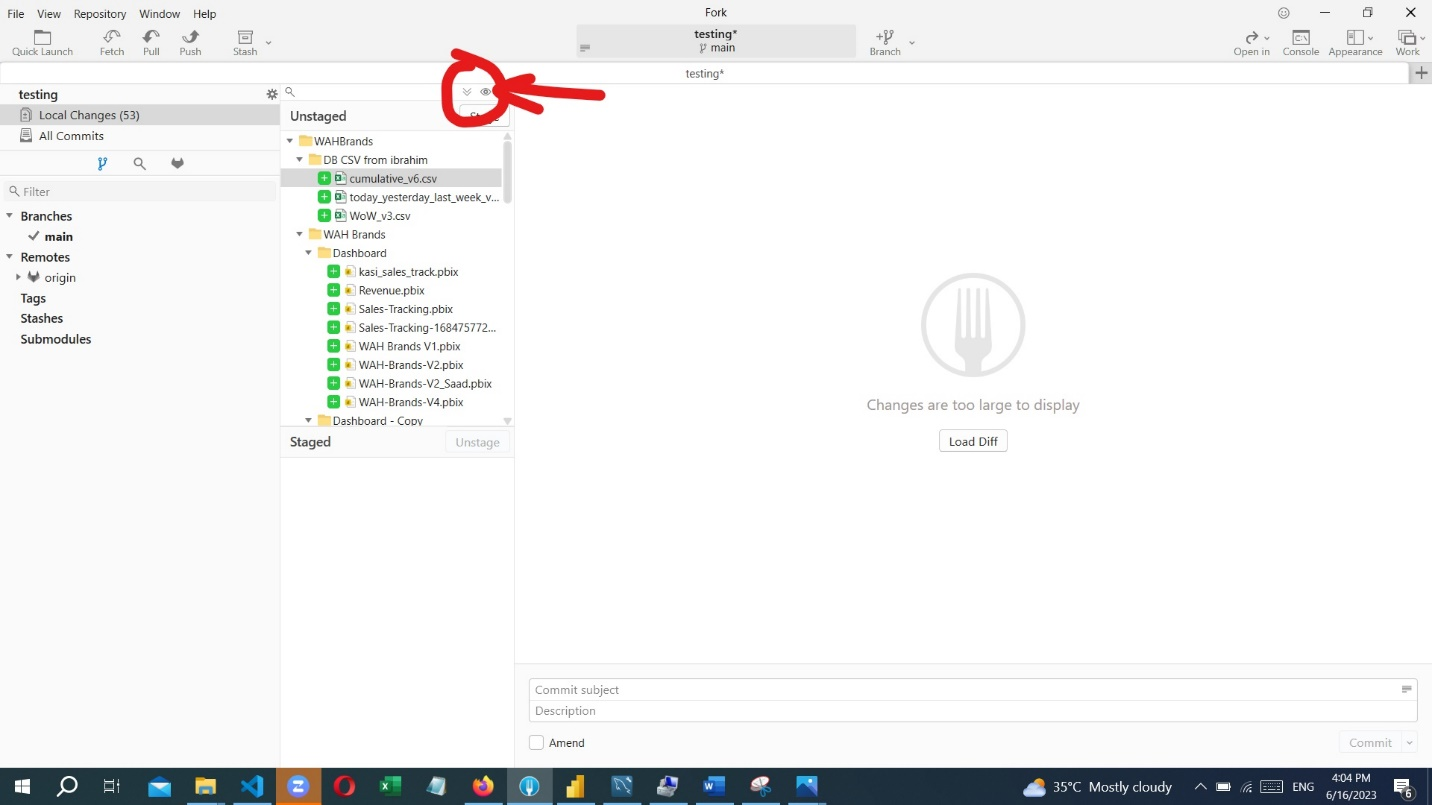 File View Repository Window Help
Fork
Quick Launch Fetch Pull Push Stash
testing*
main
Branch
Open in Console Appearance Work
testing*
testing
Local Changes (53)
All Commits
Filter
Branches
main
Remotes
origin
Tags
Stashes
Submodules
Unstaged
WAHBrands
DB CSV from ibrahim
cumulative_v6.csv
today_yesterday_last_week_v...
WoW_v3.csv
WAH Brands
Dashboard
kasi_sales_track.pbix
Revenue.pbix
Sales-Tracking.pbix
Sales-Tracking-168475772...
WAH Brands V1.pbix
WAH-Brands-V2.pbix
WAH-Brands-V2_Saad.pbix
WAH-Brands-V4.pbix
Dashboard - Copy
Staged Unstage
Changes are too large to display
Load Diff
Commit subject
Description
Amend
Commit
35°C Mostly cloudy
ENG
4:04 PM
6/16/2023
6